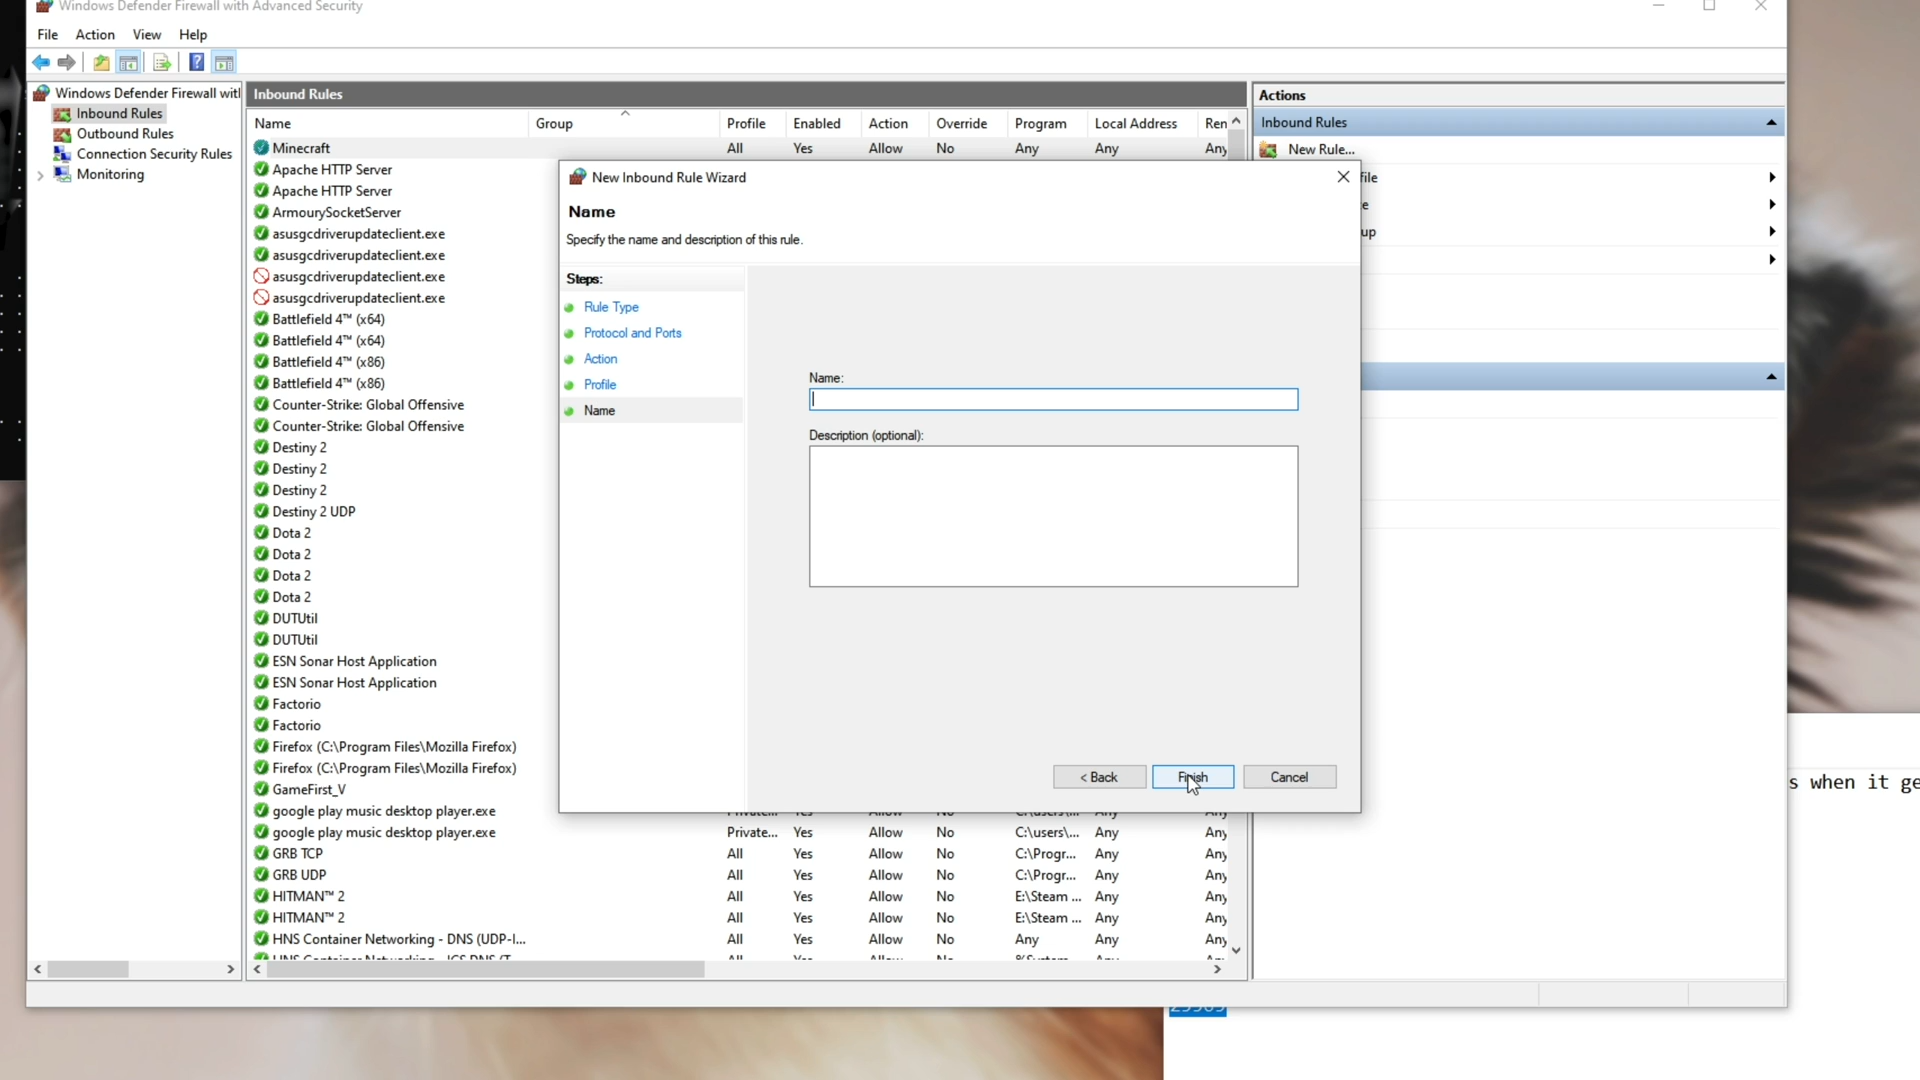 Windows Defender Firewall with Advanced Security
File Action View Help
Windows Defender Firewall wit
Inbound Rules
Outbound Rules
Connection Security Rules
Monitoring
Inbound Rules
Name Group Profile Enabled Action Override Program Local Address Ren
Minecraft All Yes Allow No Any Any Any
Apache HTTP Server
Apache HTTP Server
ArmourySocketServer
asusgcdriverupdateclient.exe
asusgcdriverupdateclient.exe
asusgcdriverupdateclient.exe
asusgcdriverupdateclient.exe
Battlefield 4™ (x64)
Battlefield 4™ (x64)
Battlefield 4™ (x86)
Battlefield 4™ (x86)
Counter-Strike: Global Offensive
Counter-Strike: Global Offensive
Destiny 2
Destiny 2
Destiny 2
Destiny 2 UDP
Dota 2
Dota 2
Dota 2
Dota 2
DUTUtil
DUTUtil
ESN Sonar Host Application
ESN Sonar Host Application
Factorio
Factorio
Firefox (C:\Program Files\Mozilla Firefox)
Firefox (C:\Program Files\Mozilla Firefox)
GameFirst_V
google play music desktop player.exe
google play music desktop player.exe Private... Yes Allow No C:\users\... Any Any
GRB TCP All Yes Allow No C:\Progr... Any Any
GRB UDP All Yes Allow No C:\Progr... Any Any
HITMAN™ 2 All Yes Allow No E:\Steam ... Any Any
HITMAN™ 2 All Yes Allow No E:\Steam ... Any Any
HNS Container Networking - DNS (UDP-I... All Yes Allow No Any Any Any
New Inbound Rule Wizard
Name
Specify the name and description of this rule.
Steps:
Rule Type
Protocol and Ports
Action
Profile
Name
Name:
Description (optional):
< Back Finish Cancel
Actions
Inbound Rules
New Rule...
file
e
up
s when it ge